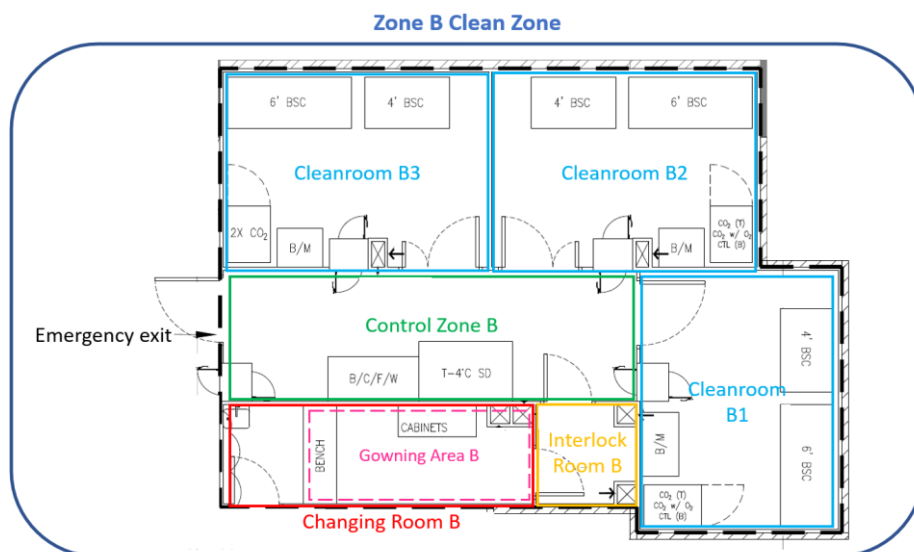 Zone B Clean Zone
6' BSC
4' BSC
4' BSC
6' BSC
Cleanroom B3
Cleanroom B2
2X CO₂
B/M
B/M
CO₂ (T)
CO₂ W/ O₂
CTL (B)
Emergency exit
Control Zone B
B/C/F/W
T-4°C SD
4' BSC
Cleanroom
B1
6' BSC
B/M
CO₂ (T)
CO₂ W/ O₂
CTL (B)
BENCH
CABINETS
Gowning Area B
Interlock
Room B
Changing Room B